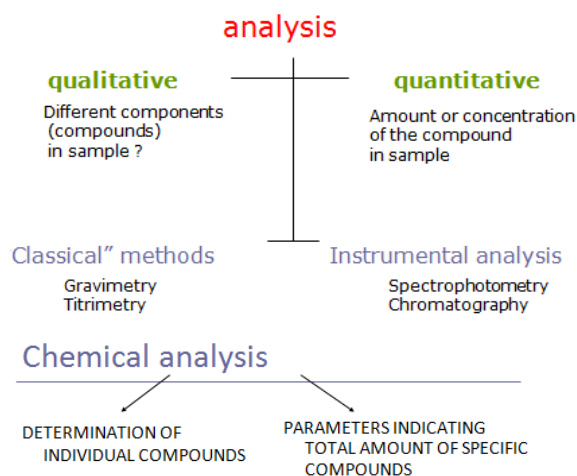 analysis
qualitative
Different components
(compounds)
in sample ?
quantitative
Amount or concentration
of the compound
in sample
Classical” methods
Gravimetry
Titrimetry
Instrumental analysis
Spectrophotometry
Chromatography
Chemical analysis
DETERMINATION OF
INDIVIDUAL COMPOUNDS
PARAMETERS INDICATING
TOTAL AMOUNT OF SPECIFIC
COMPOUNDS